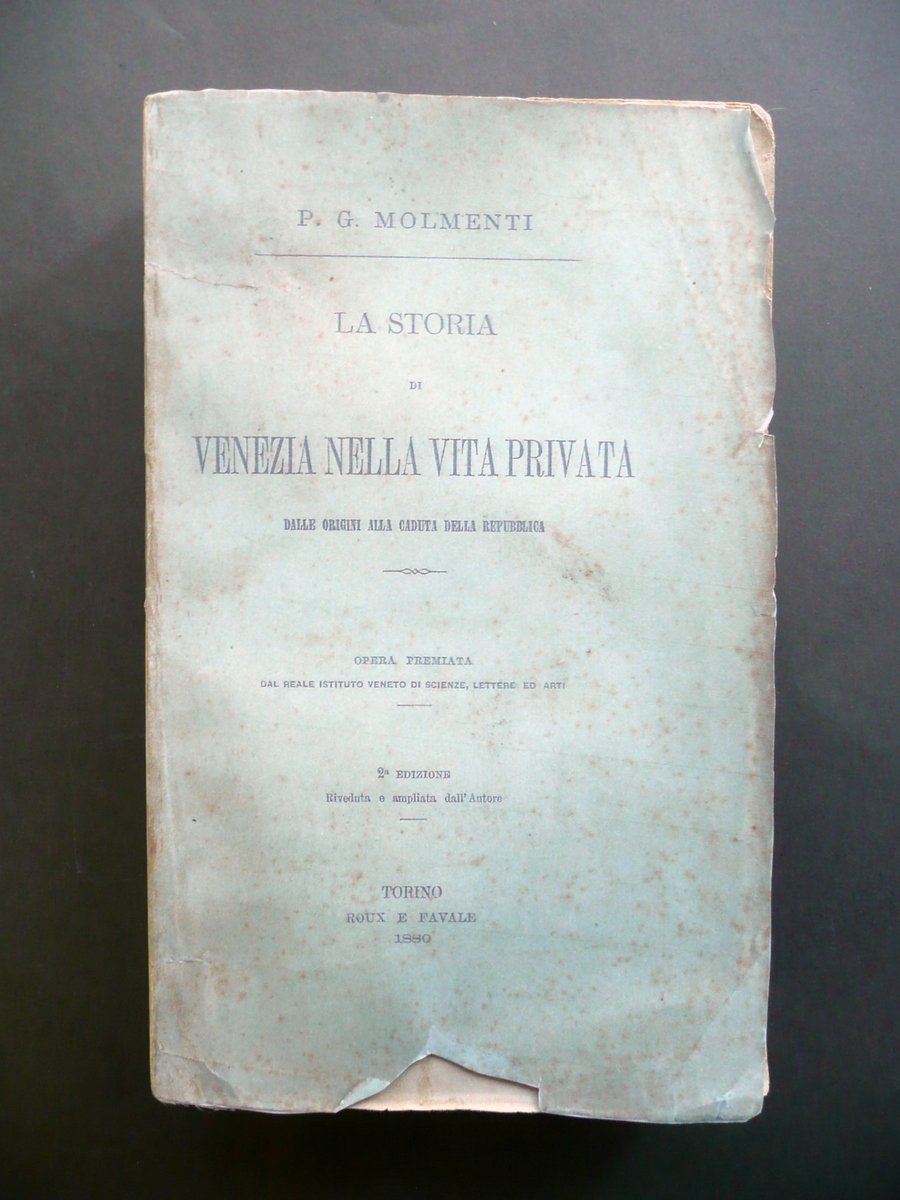 P. G. MOLMENTI
LA STORIA
DI
VENEZIA NELLA VITA PRIVATA
DALLE ORIGINI ALLA CADUTA DELLA REPUBBLICA
OPERA PREMIATA
DAL REALE ISTITUTO VENETO DI SCIENZE, LETTERE ED ARTI
2ª EDIZIONE
Riveduta e ampliata dall'Autore
TORINO
ROUX E FAVALE
1880